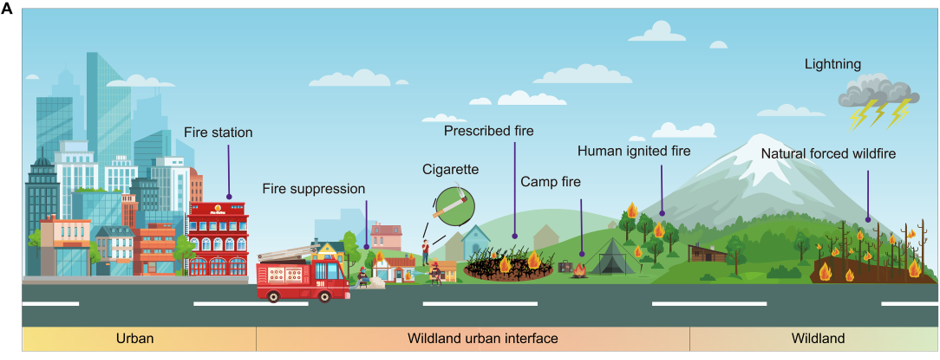 A
Lightning
Fire station
Prescribed fire
Human ignited fire
Natural forced wildfire
Cigarette
Camp fire
Fire suppression
911
Urban
Wildland urban interface
Wildland